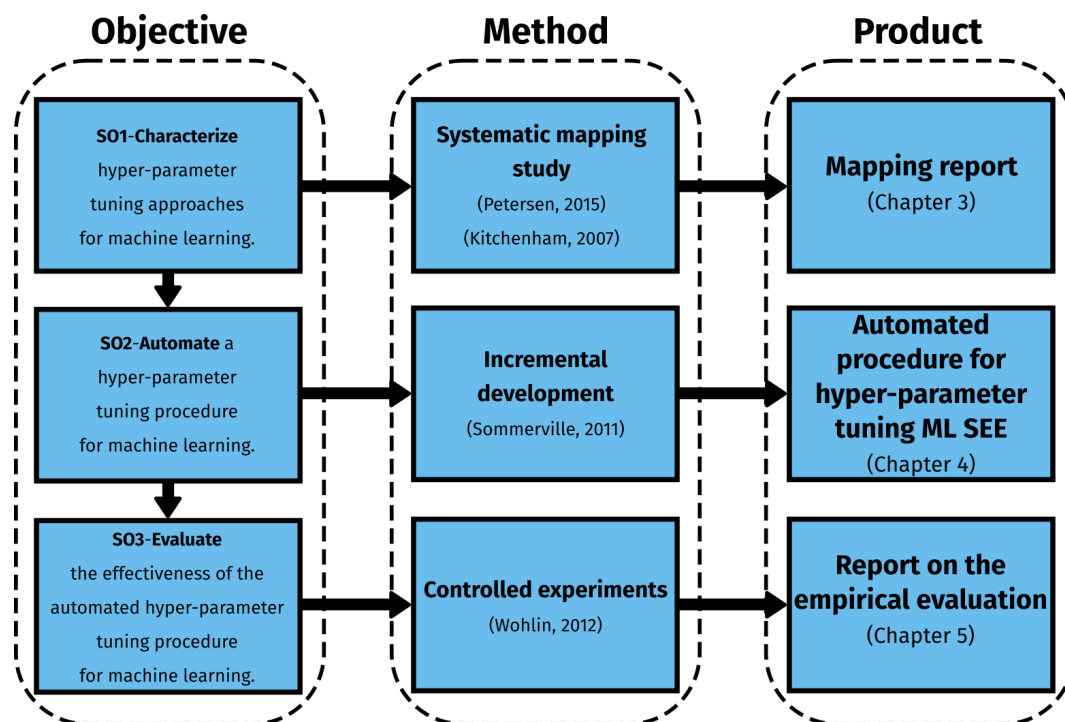 Objective
Method
Product
SO1-Characterize
hyper-parameter
tuning approaches
for machine learning.
Systematic mapping
study
(Petersen, 2015)
(Kitchenham, 2007)
Mapping report
(Chapter 3)
SO2-Automate a
hyper-parameter
tuning procedure
for machine learning.
Incremental
development
(Sommerville, 2011)
Automated
procedure for
hyper-parameter
tuning ML SEE
(Chapter 4)
SO3-Evaluate
the effectiveness of the
automated hyper-parameter
tuning procedure
for machine learning.
Controlled experiments
(Wohlin, 2012)
Report on the
empirical evaluation
(Chapter 5)